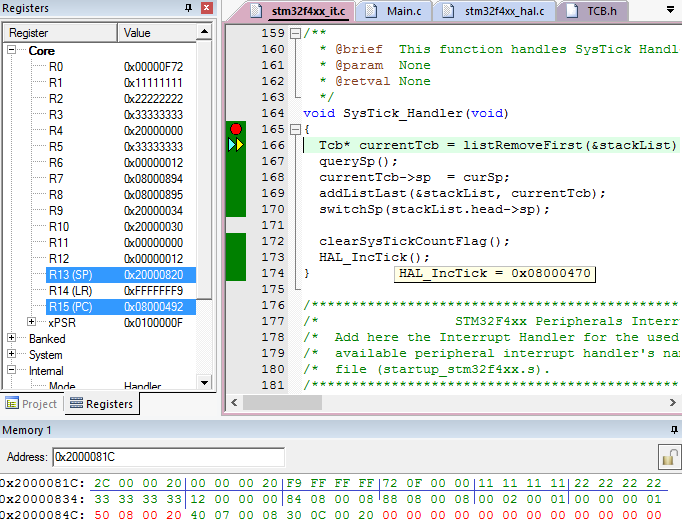 Registers
Register Value
Core
R0 0x00000F72
R1 0x11111111
R2 0x22222222
R3 0x33333333
R4 0x20000000
R5 0x33333333
R6 0x00000012
R7 0x08000894
R8 0x08000895
R9 0x20000034
R10 0x20000030
R11 0x00000000
R12 0x00000012
R13 (SP) 0x20000820
R14 (LR) 0xFFFFFFF9
R15 (PC) 0x08000492
xPSR 0x0100000F
Banked
System
Internal
Mode Handler
Project Registers
stm32f4xx_it.c Main.c stm32f4xx_hal.c TCB.h
159 /**
160 * @brief This function handles SysTick Handl
161 * @param None
162 * @retval None
163 */
164 void SysTick_Handler(void)
165 {
166 Tcb* currentTcb = listRemoveFirst(&stackList)
167 querySp();
168 currentTcb->sp = curSp;
169 addListLast(&stackList, currentTcb);
170 switchSp(stackList.head->sp);
171
172 clearSysTickCountFlag();
173 HAL_IncTick();
174 }
HAL_IncTick = 0x08000470
175
176 /*****************************************
177 /* STM32F4xx Peripherals Interr
178 /* Add here the Interrupt Handler for the used
179 /* available peripheral interrupt handler's na
180 /* file (startup_stm32f4xx.s).
181 /*****************************************
Memory 1
Address: 0x2000081C
0x2000081C: 2C 00 00 20 00 00 00 20 F9 FF FF FF 72 0F 00 00 11 11 11 11 22 22 22 22
0x20000834: 33 33 33 33 12 00 00 00 84 08 00 08 88 08 00 08 00 02 00 01 00 00 00 01
0x2000084C: 50 08 00 20 40 07 00 08 30 0C 00 20 00 00 00 00 00 00 00 00 00 00 00 00